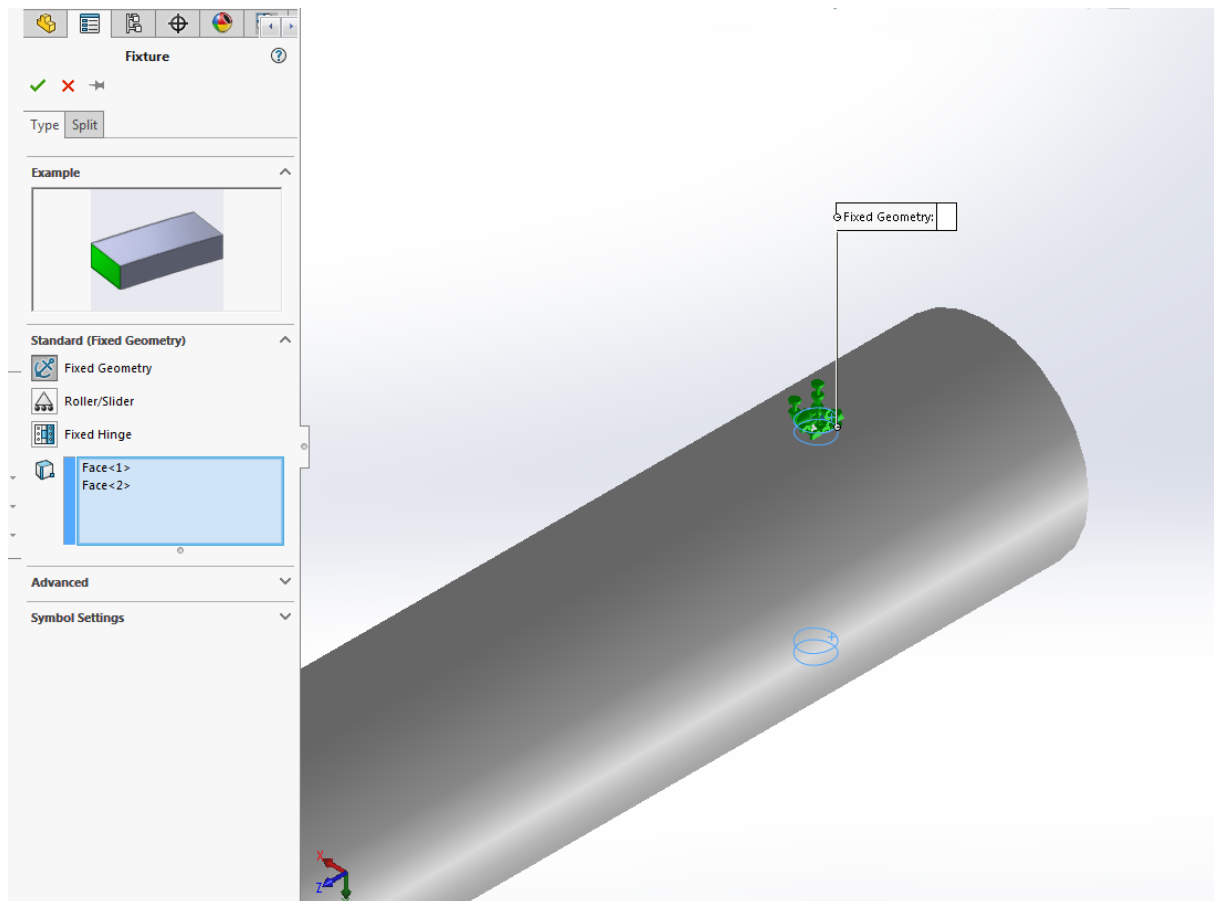 Fixture
?
Type
Split
Example
Standard (Fixed Geometry)
Fixed Geometry
Roller/Slider
Fixed Hinge
Face<1>
Face<2>
Advanced
Symbol Settings
Fixed Geometry:
X
Z